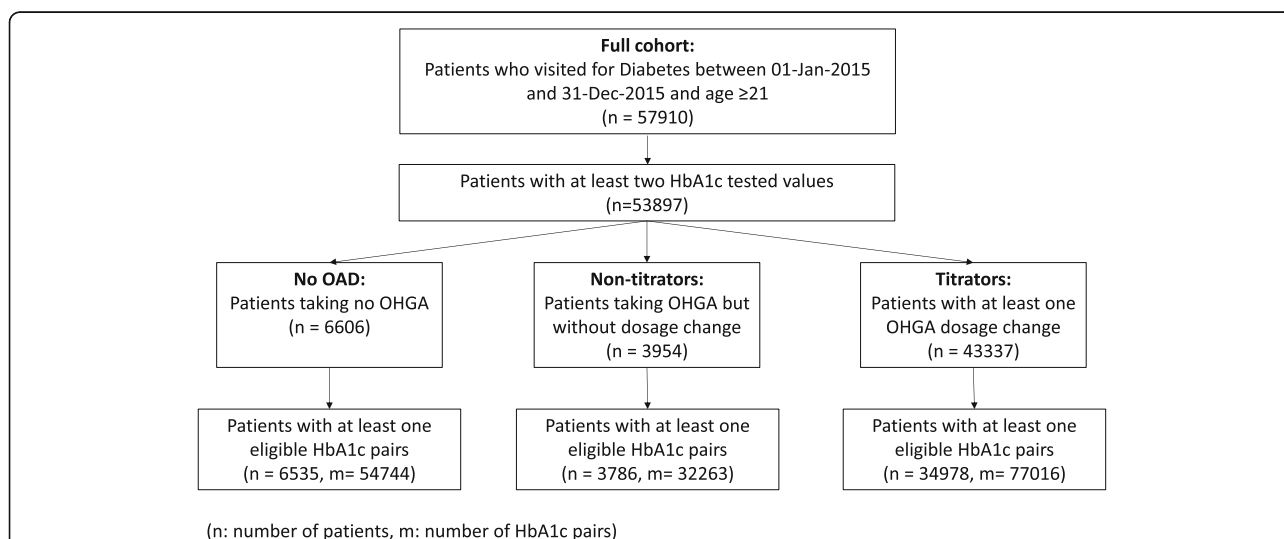 Full cohort:
Patients who visited for Diabetes between 01-Jan-2015
and 31-Dec-2015 and age ≥21
(n = 57910)
Patients with at least two HbA1c tested values
(n=53897)
No OAD:
Patients taking no OHGA
(n = 6606)
Non-titrators:
Patients taking OHGA but
without dosage change
(n = 3954)
Titrators:
Patients with at least one
OHGA dosage change
(n = 43337)
Patients with at least one
eligible HbA1c pairs
(n = 6535, m= 54744)
Patients with at least one
eligible HbA1c pairs
(n = 3786, m= 32263)
Patients with at least one
eligible HbA1c pairs
(n = 34978, m= 77016)
(n: number of patients, m: number of HbA1c pairs)